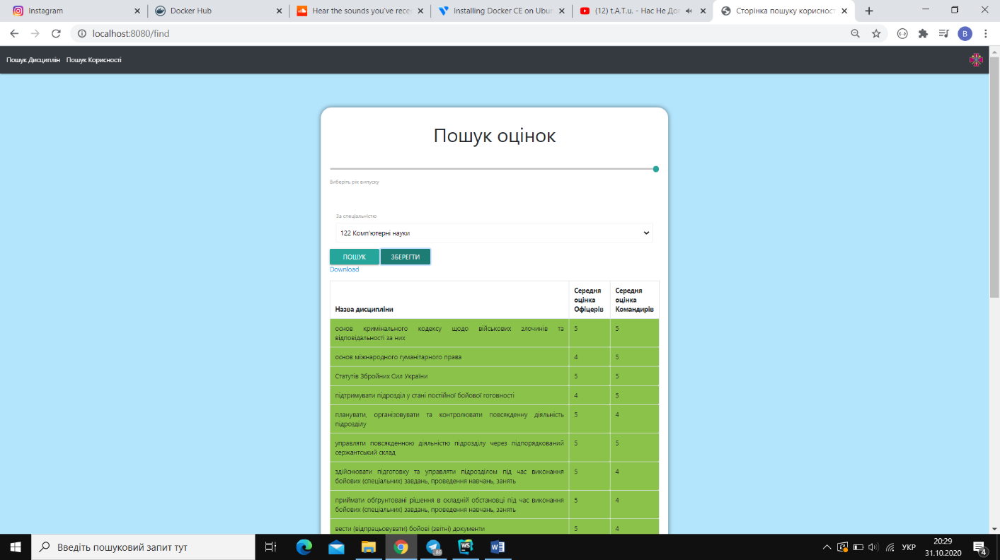 Instagram
Docker Hub
Hear the sounds you've rece
Installing Docker CE on Ubun
(12) t.A.T.u. - Нас Не Дог
Сторінка пошуку корисност
localhost:8080/find
B
Пошук Дисциплін Пошук Корисності
Пошук оцінок
Виберіть рік випуску
За спеціальністю
122 Комп'ютерні науки
ПОШУК ЗБЕРЕГТИ
Download
Назва дисципліни
Середня
оцінка
Офіцерів
Середня
оцінка
Командирів
основ кримінального кодексу щодо військових злочинів та
відповідальності за них
5 5
основ міжнародного гуманітарного права 4 5
Статутів Збройних Сил України 5 5
підтримувати підрозділ у стані постійної бойової готовності 4 5
планувати, організовувати та контролювати повсякденну діяльність
підрозділу
5 4
управляти повсякденною діяльністю підрозділу через підпорядкований
сержантський склад
5 5
здійснювати підготовку та управляти підрозділом під час виконання
бойових (спеціальних) завдань, проведення навчань, занять
5 4
приймати обґрунтовані рішення в складній обстановці під час виконання
бойових (спеціальних) завдань, проведення навчань, занять
5 4
вести (відпрацьовувати) бойові (звітні) документи 5 4
Введіть пошуковий запит тут
WS
УКР
20:29
31.10.2020
4